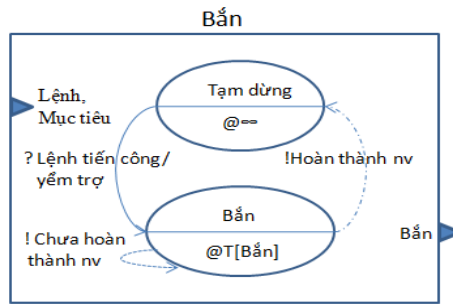 Bắn
Lệnh,
Mục tiêu
Tạm dừng
@∞
? Lệnh tiến công/
yểm trợ
!Hoàn thành nv
Bắn
@T[Bắn]
! Chưa hoàn
thành nv
Bắn